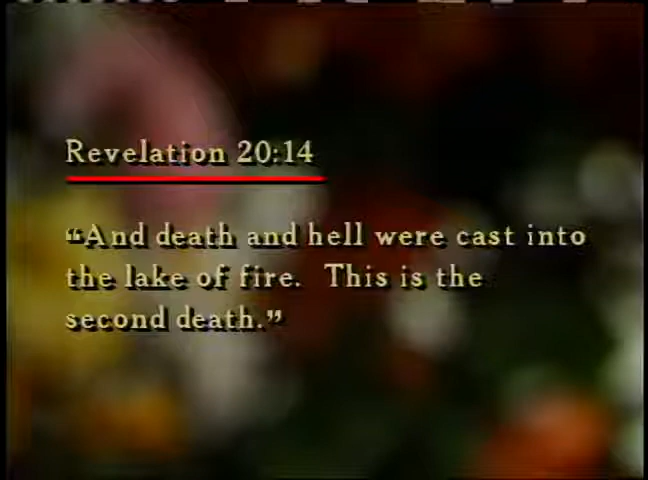 Revelation 20:14
“And death and hell were cast into
the lake of fire. This is the
second death.”